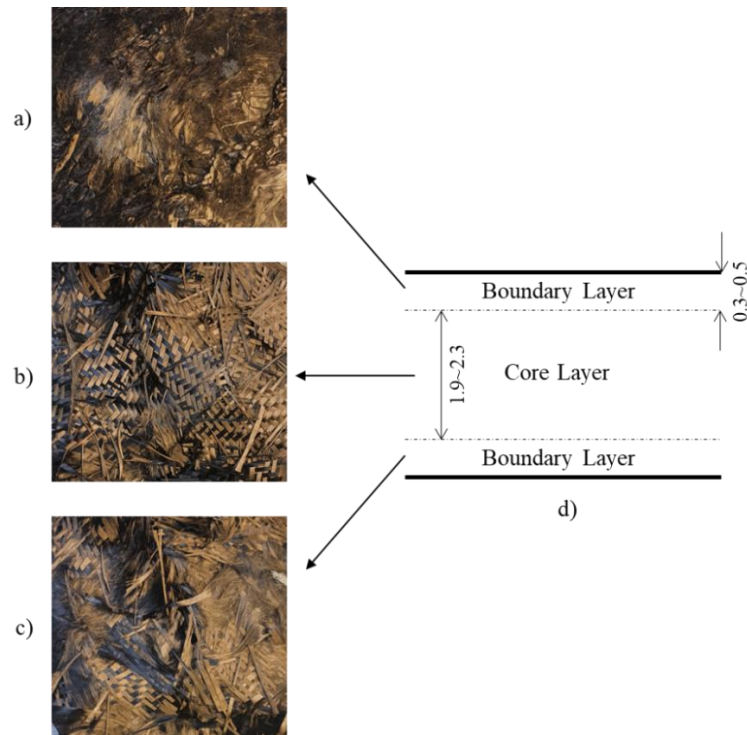 a)
b)
c)
Boundary Layer
0.3~0.5
1.9~2.3
Core Layer
Boundary Layer
d)